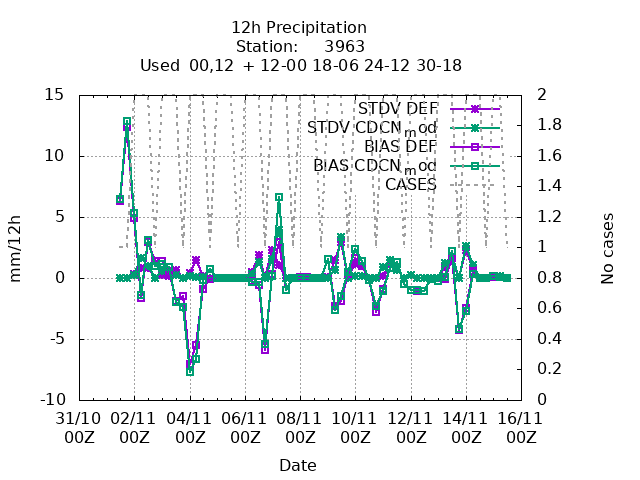 12h Precipitation
Station: 3963
Used 00,12 + 12-00 18-06 24-12 30-18
15 2
STDV DEF
1.8
STDV CDCN_mod
BIAS DEF
10 1.6
BIAS CDCN_mod
CASES
1.4
5 1.2
1
0 0.8
0.6
-5 0.4
0.2
-10 0
mm/12h
No cases
31/10 02/11 04/11 06/11 08/11 10/11 12/11 14/11 16/11
00Z 00Z 00Z 00Z 00Z 00Z 00Z 00Z 00Z
Date